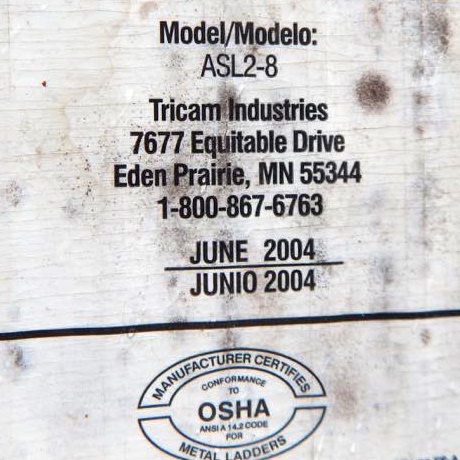 Model/Modelo:
ASL2-8
Tricam Industries
7677 Equitable Drive
Eden Prairie, MN 55344
1-800-867-6763
JUNE 2004
JUNIO 2004
MANUFACTURER CERTIFIES
CONFORMANCE
TO
OSHA
ANSI A 14.2 CODE
FOR
METAL LADDERS